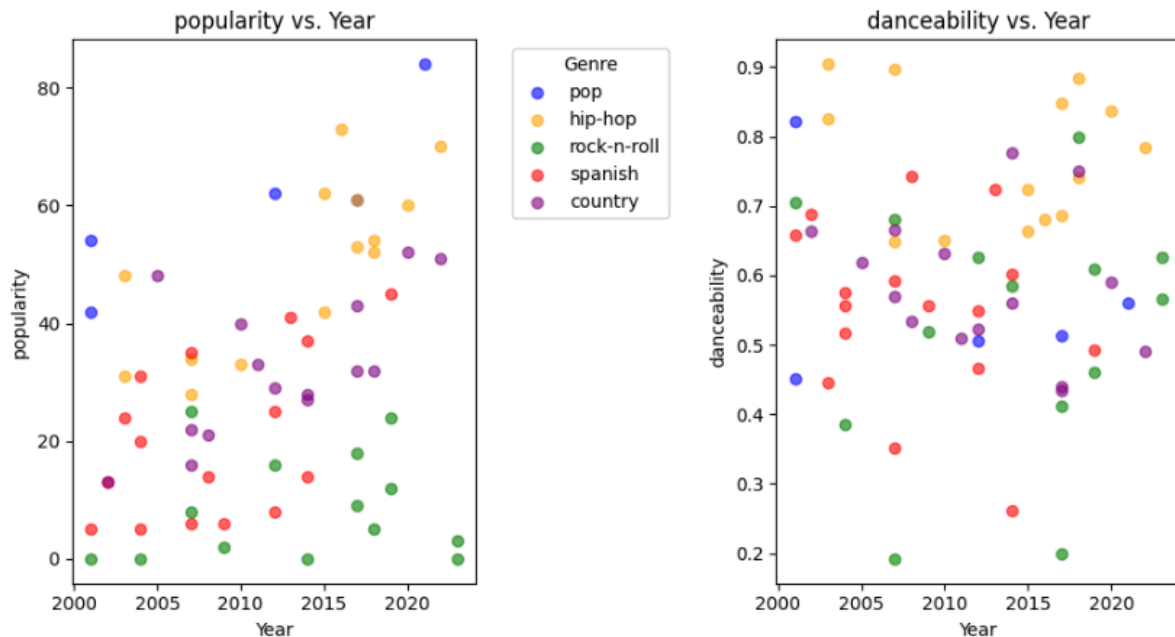 popularity vs. Year
80
60
40
20
0
popularity
2000 2005 2010 2015 2020
Year
Genre
pop
hip-hop
rock-n-roll
spanish
country
danceability vs. Year
0.9
0.8
0.7
0.6
0.5
0.4
0.3
0.2
danceability
2000 2005 2010 2015 2020
Year